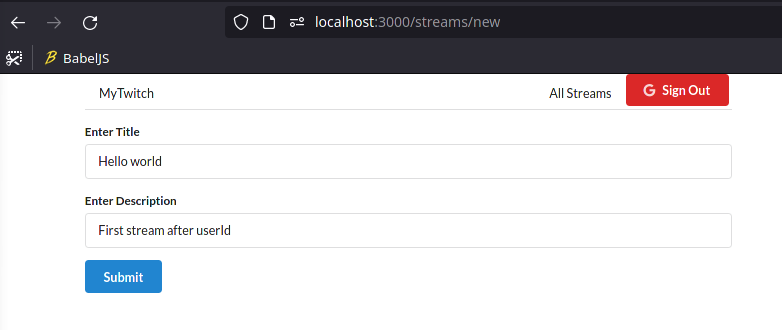 localhost:3000/streams/new
BabelJS
MyTwitch All Streams Sign Out
Enter Title
Hello world
Enter Description
First stream after userId
Submit